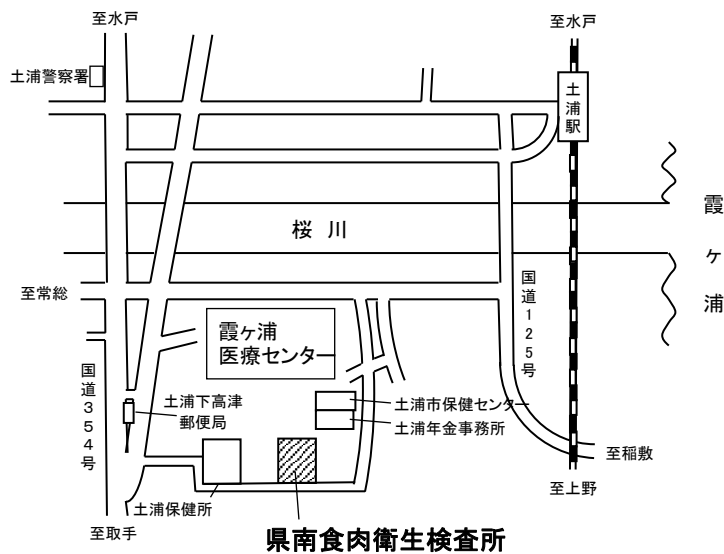 至水戸
至水戸
土浦警察署
土浦駅
霞ヶ浦
桜川
至常総
国道125号
霞ヶ浦
医療センター
国道354号
土浦下高津
郵便局
土浦市保健センター
土浦年金事務所
至稲敷
土浦保健所
至上野
至取手
県南食肉衛生検査所